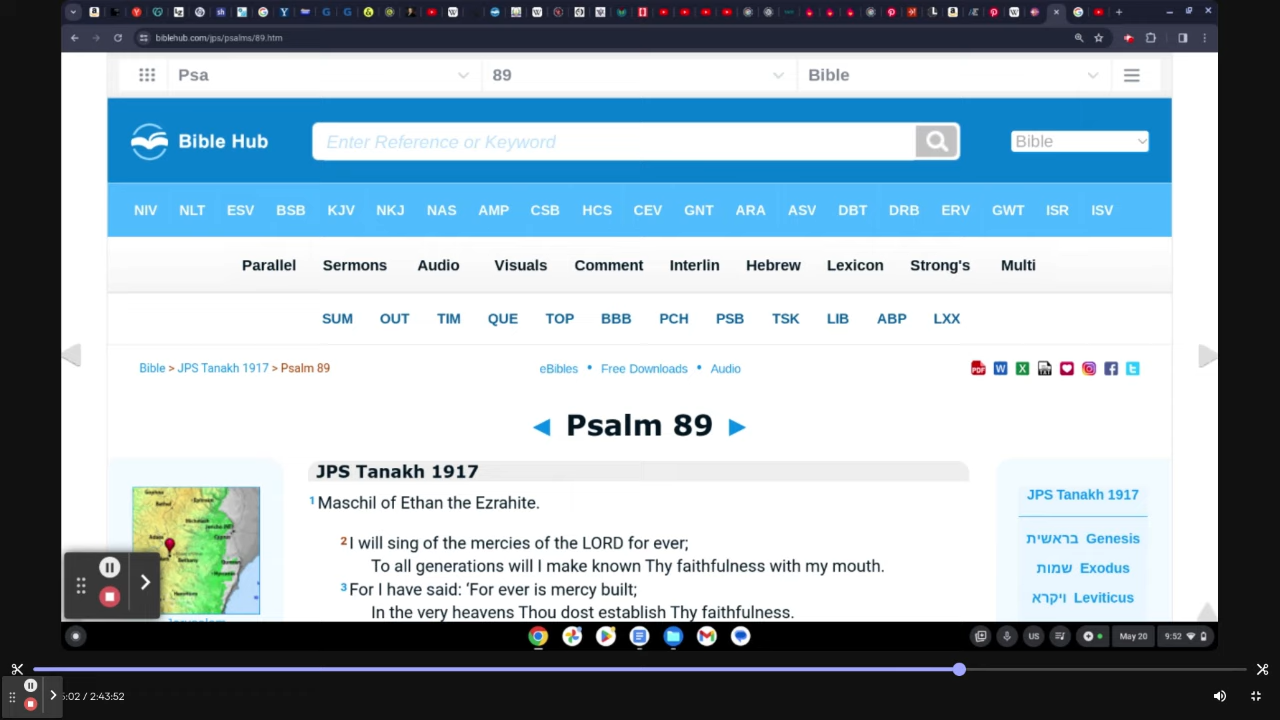 biblehub.com/jps/psalms/89.htm
Psa 89 Bible
Bible Hub Enter Reference or Keyword Bible
NIV NLT ESV BSB KJV NKJ NAS AMP CSB HCS CEV GNT ARA ASV DBT DRB ERV GWT ISR ISV
Parallel Sermons Audio Visuals Comment Interlin Hebrew Lexicon Strong's Multi
SUM OUT TIM QUE TOP BBB PCH PSB TSK LIB ABP LXX
Bible > JPS Tanakh 1917 > Psalm 89 eBibles • Free Downloads • Audio
◄ Psalm 89 ►
JPS Tanakh 1917
1 Maschil of Ethan the Ezrahite.
2 I will sing of the mercies of the LORD for ever;
To all generations will I make known Thy faithfulness with my mouth.
3 For I have said: ‘For ever is mercy built;
In the very heavens Thou dost establish Thy faithfulness.
JPS Tanakh 1917
בראשית Genesis
שמות Exodus
ויקרא Leviticus
US May 20 9:52
5:02 / 2:43:52